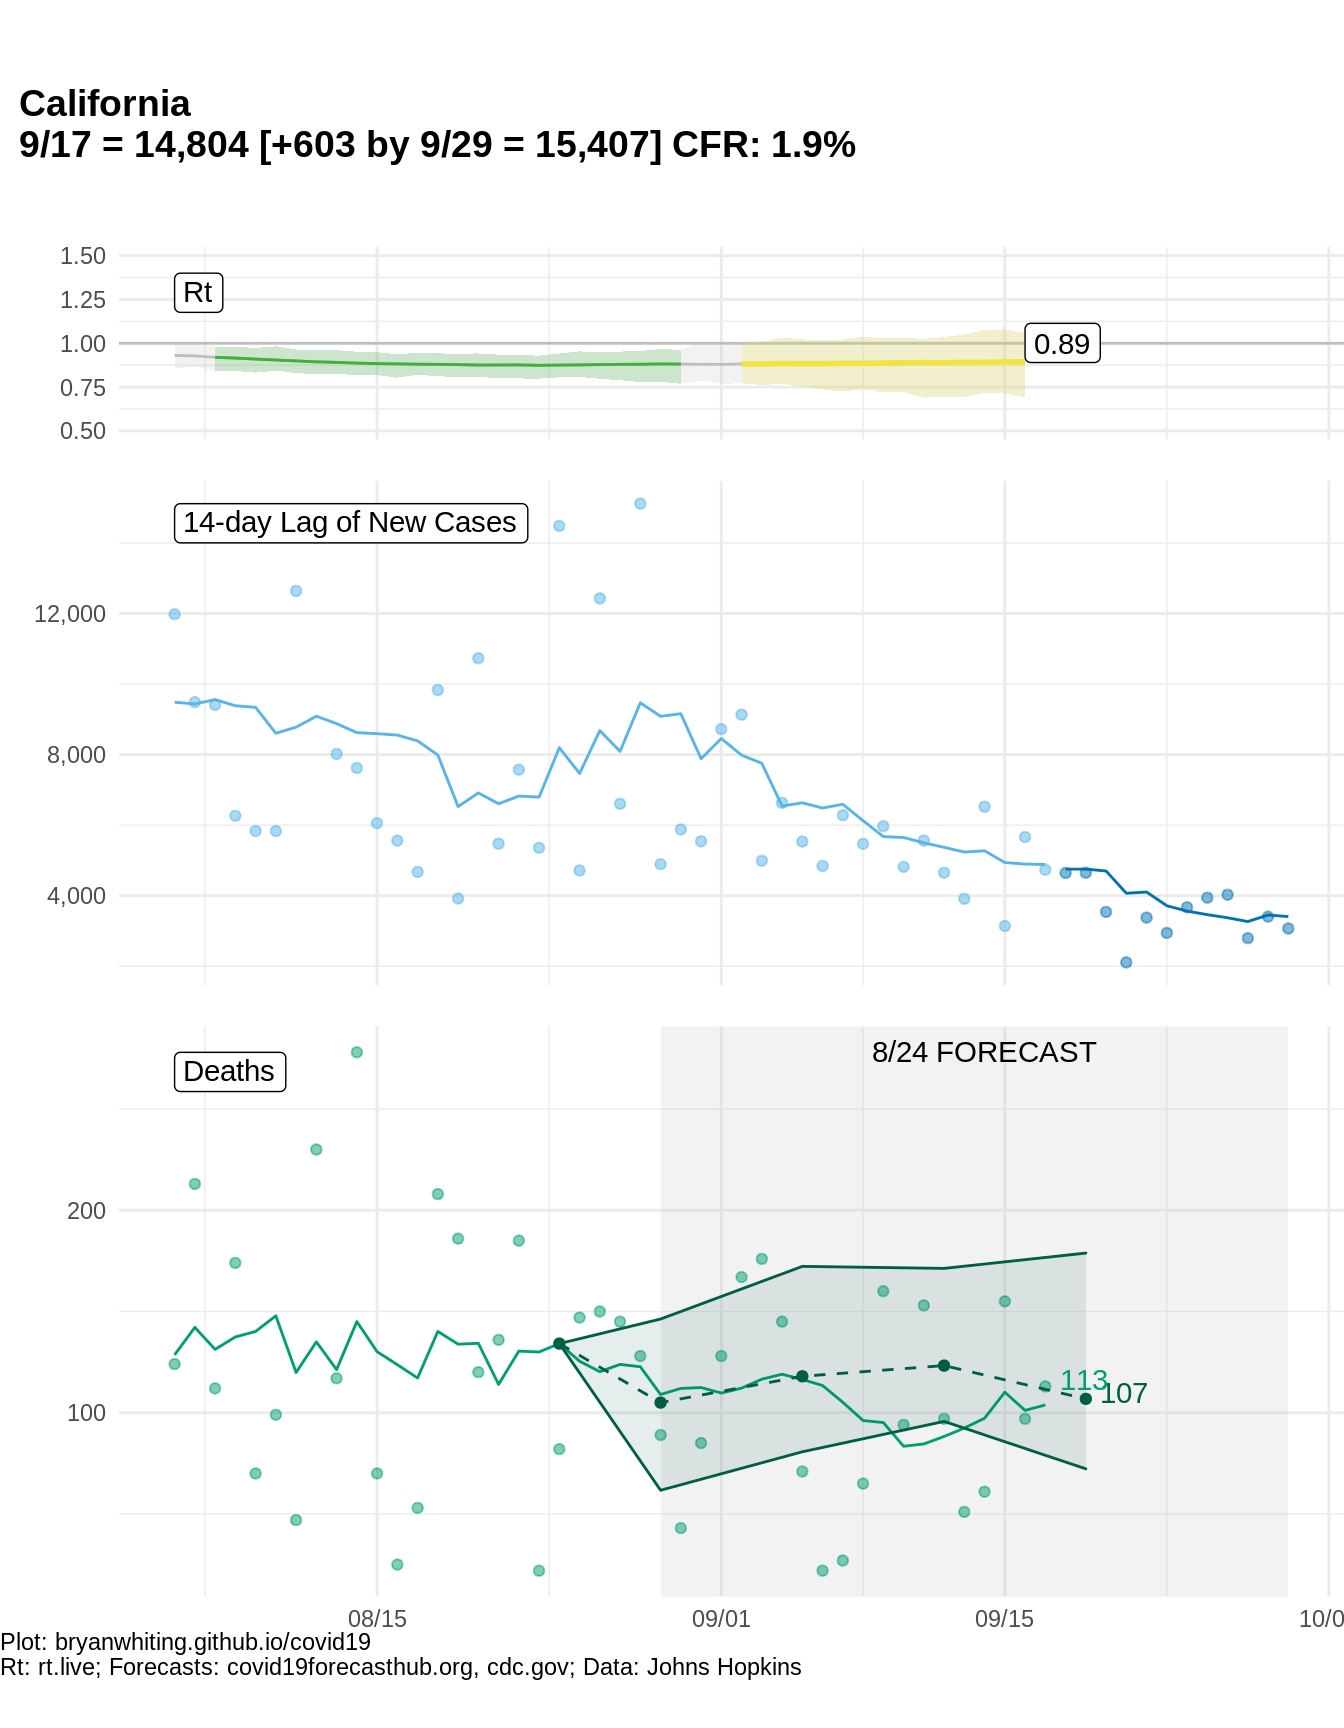 California
9/17 = 14,804 [+603 by 9/29 = 15,407] CFR: 1.9%
1.50
Rt
1.25
1.00
0.89
0.75
0.50
14-day Lag of New Cases
12,000
8,000
4,000
8/24 FORECAST
Deaths
200
113
107
100
08/15
09/01
09/15
10/0
Plot: bryanwhiting.github.io/covid19
Rt: rt.live; Forecasts: covid19forecasthub.org, cdc.gov; Data: Johns Hopkins